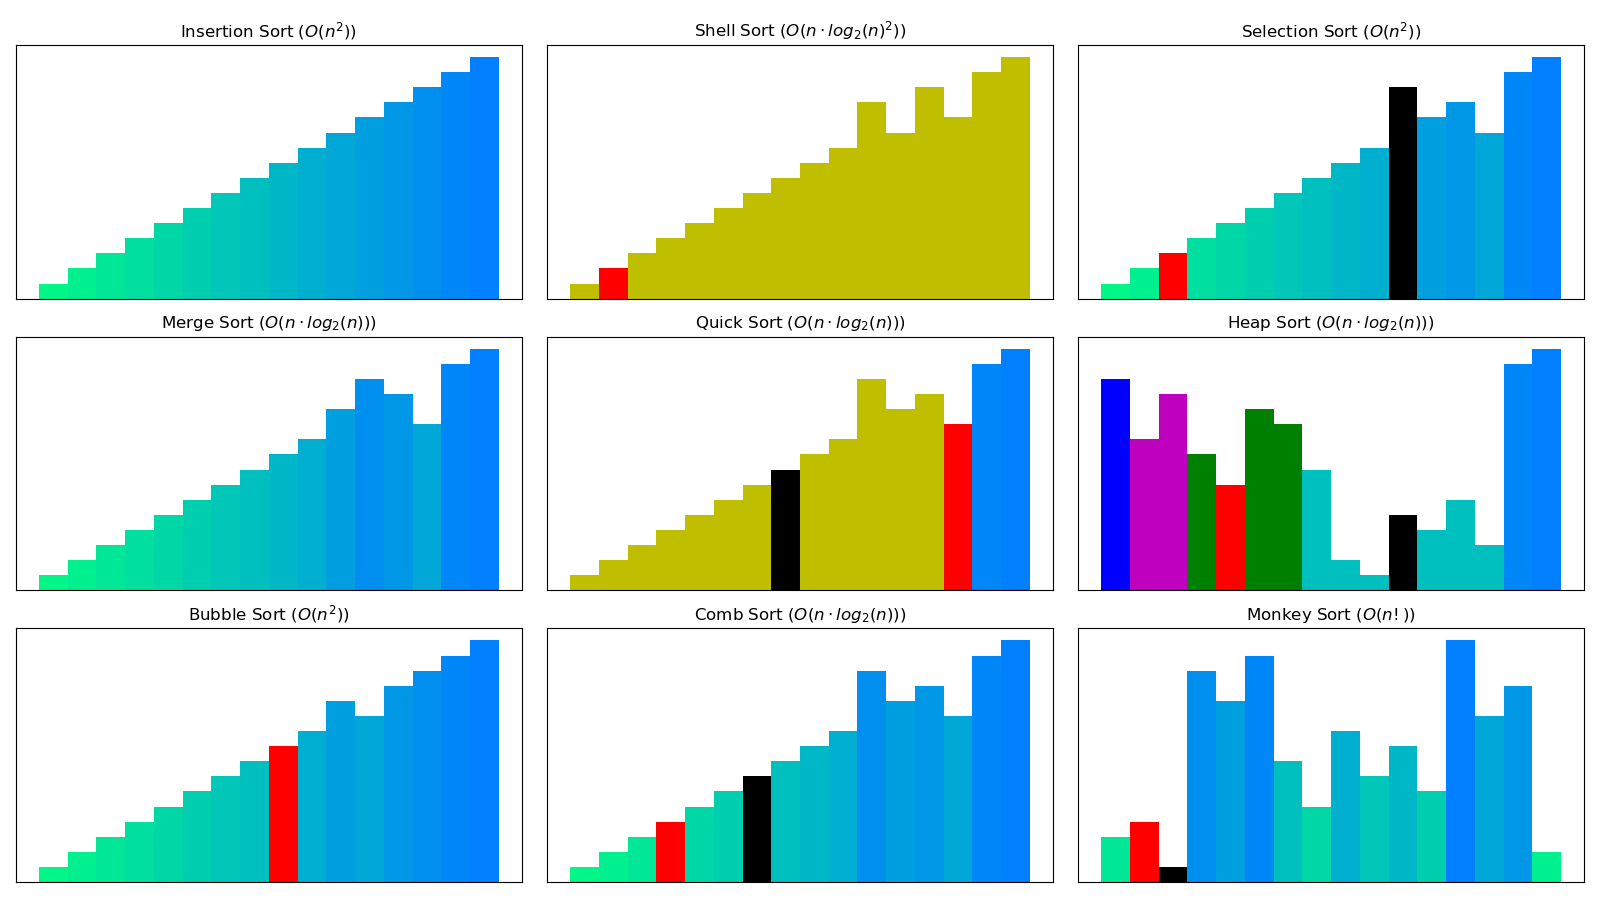 Insertion Sort (O(n²))
Shell Sort (O(n · log₂(n)²))
Selection Sort (O(n²))
Merge Sort (O(n · log₂(n)))
Quick Sort (O(n · log₂(n)))
Heap Sort (O(n · log₂(n)))
Bubble Sort (O(n²))
Comb Sort (O(n · log₂(n)))
Monkey Sort (O(n!))